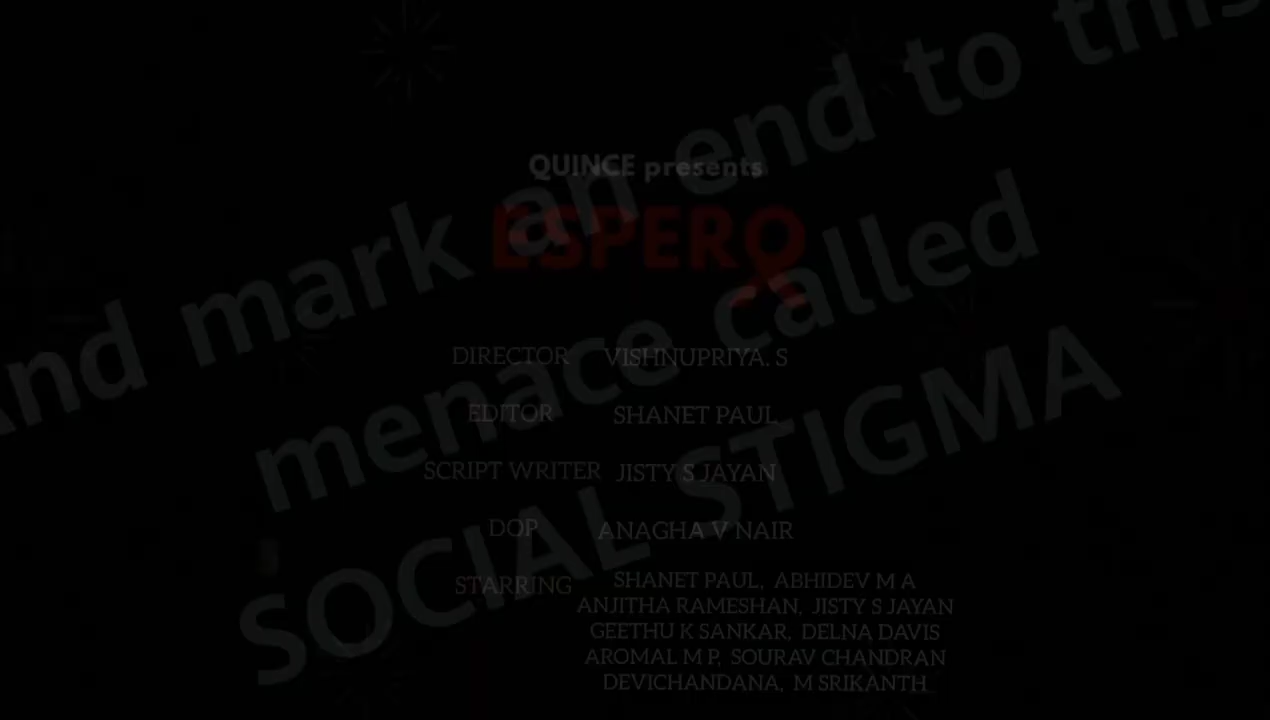 And mark an end to this
menace called
SOCIAL STIGMA
QUINCE presents
ESPERO
DIRECTOR VISHNUPRIYA. S
EDITOR SHANET PAUL
SCRIPT WRITER JISTY S JAYAN
DOP ANAGHA V NAIR
STARRING SHANET PAUL, ABHIDEV M A
ANJITHA RAMESHAN, JISTY S JAYAN
GEETHU K SANKAR, DELNA DAVIS
AROMAL M P, SOURAV CHANDRAN
DEVICHANDANA, M SRIKANTH